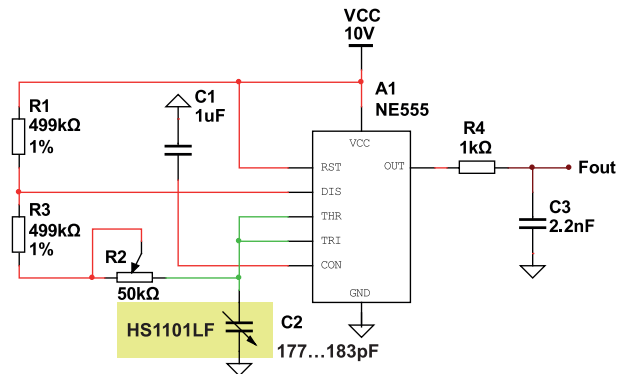 VCC
10V
C1
1uF
A1
NE555
R1
499kΩ
1%
R4
1kΩ
VCC
RST
OUT
DIS
Fout
THR
R3
499kΩ
1%
TRI
C3
2.2nF
R2
CON
50kΩ
GND
HS1101LF
C2
177...183pF